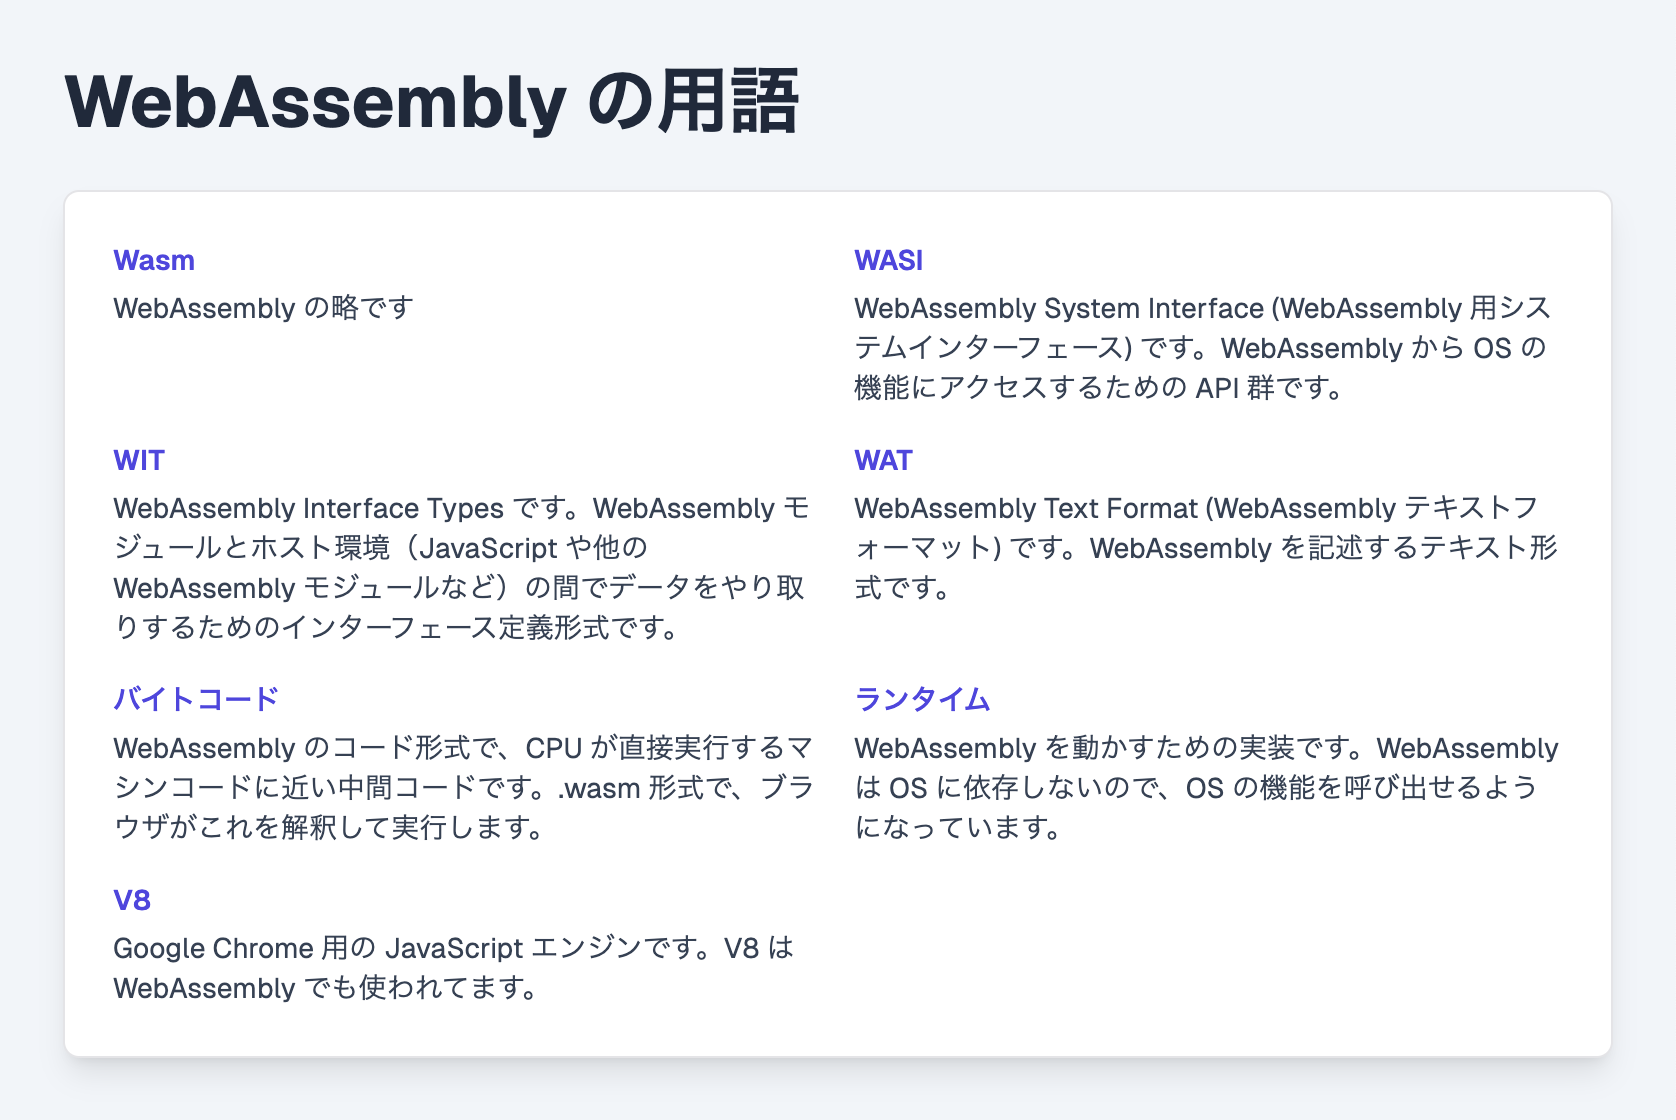 WebAssembly の用語
Wasm
WebAssembly の略です
WASI
WebAssembly System Interface (WebAssembly 用シス
テムインターフェース) です。WebAssembly から OS の
機能にアクセスするための API 群です。
WIT
WebAssembly Interface Types です。WebAssembly モ
ジュールとホスト環境（JavaScript や他の
WebAssembly モジュールなど）の間でデータをやり取
りするためのインターフェース定義形式です。
WAT
WebAssembly Text Format (WebAssembly テキストフ
ォーマット) です。WebAssembly を記述するテキスト形
式です。
バイトコード
WebAssembly のコード形式で、CPU が直接実行するマ
シンコードに近い中間コードです。.wasm 形式で、ブラ
ウザがこれを解釈して実行します。
ランタイム
WebAssembly を動かすための実装です。WebAssembly
は OS に依存しないので、OS の機能を呼び出せるよう
になっています。
V8
Google Chrome 用の JavaScript エンジンです。V8 は
WebAssembly でも使われてます。